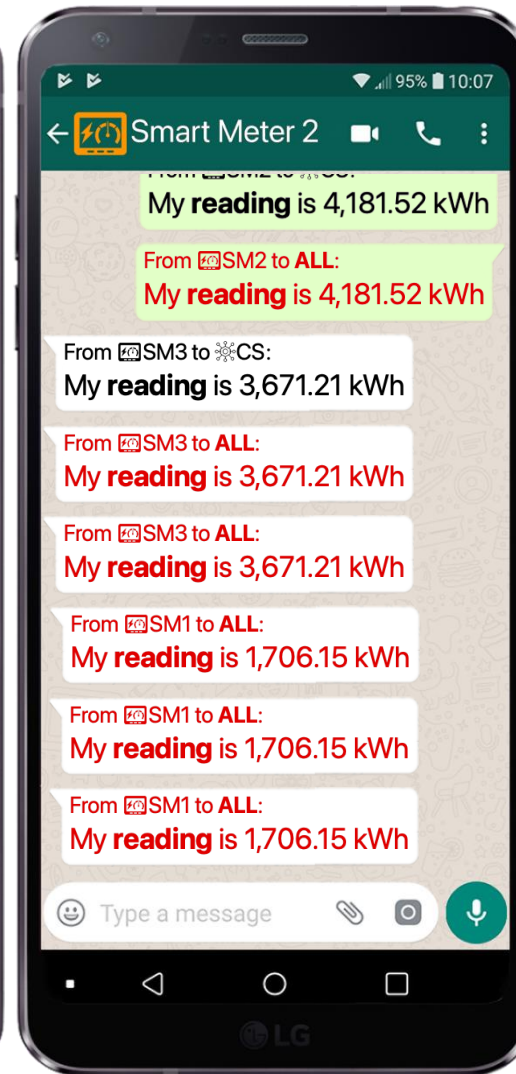 95% 10:07
Smart Meter 2
From SM2 to CS:
My reading is 4,181.52 kWh
From SM2 to ALL:
My reading is 4,181.52 kWh
From SM3 to CS:
My reading is 3,671.21 kWh
From SM3 to ALL:
My reading is 3,671.21 kWh
From SM3 to ALL:
My reading is 3,671.21 kWh
From SM1 to ALL:
My reading is 1,706.15 kWh
From SM1 to ALL:
My reading is 1,706.15 kWh
From SM1 to ALL:
My reading is 1,706.15 kWh
Type a message
LG